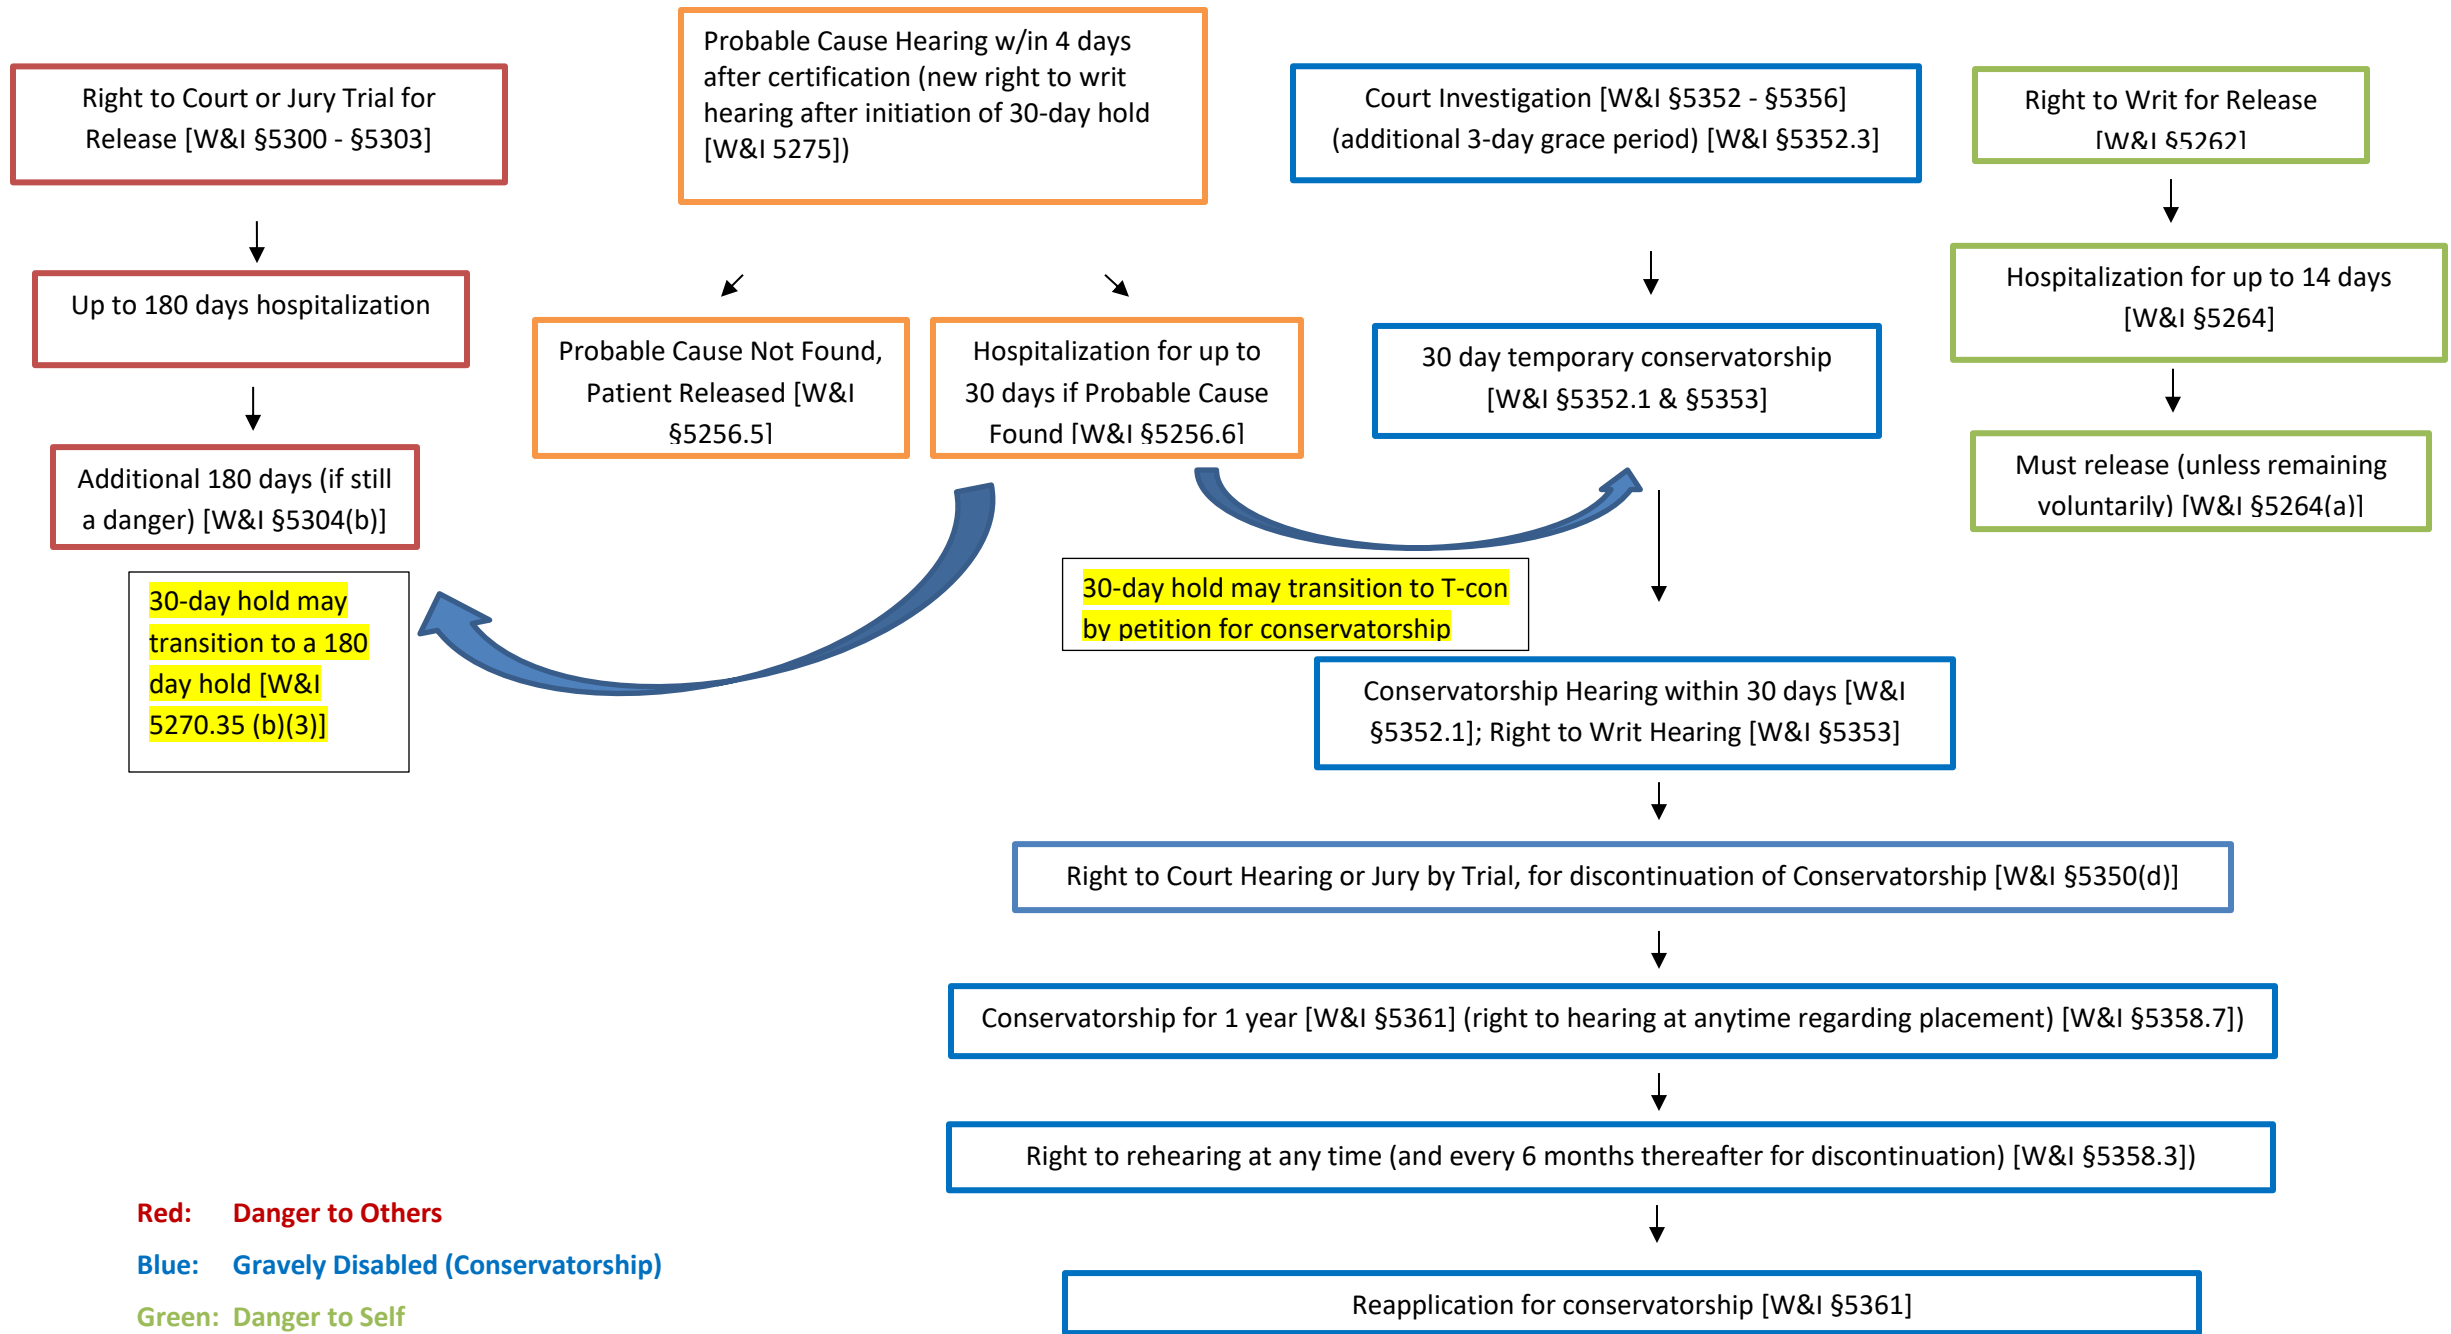 Right to Court or Jury Trial for
Release [W&I §5300 - §5303]
Up to 180 days hospitalization
Additional 180 days (if still
a danger) [W&I §5304(b)]
30-day hold may
transition to a 180
day hold [W&I
5270.35 (b)(3)]
Probable Cause Hearing w/in 4 days
after certification (new right to writ
hearing after initiation of 30-day hold
[W&I 5275])
Probable Cause Not Found,
Patient Released [W&I
§5256.5]
Hospitalization for up to
30 days if Probable Cause
Found [W&I §5256.6]
30-day hold may transition to T-con
by petition for conservatorship
Court Investigation [W&I §5352 - §5356]
(additional 3-day grace period) [W&I §5352.3]
30 day temporary conservatorship
[W&I §5352.1 & §5353]
Conservatorship Hearing within 30 days [W&I
§5352.1]; Right to Writ Hearing [W&I §5353]
Right to Court Hearing or Jury by Trial, for discontinuation of Conservatorship [W&I §5350(d)]
Conservatorship for 1 year [W&I §5361] (right to hearing at anytime regarding placement) [W&I §5358.7])
Right to rehearing at any time (and every 6 months thereafter for discontinuation) [W&I §5358.3])
Reapplication for conservatorship [W&I §5361]
Right to Writ for Release
[W&I §5262]
Hospitalization for up to 14 days
[W&I §5264]
Must release (unless remaining
voluntarily) [W&I §5264(a)]
Red: Danger to Others
Blue: Gravely Disabled (Conservatorship)
Green: Danger to Self